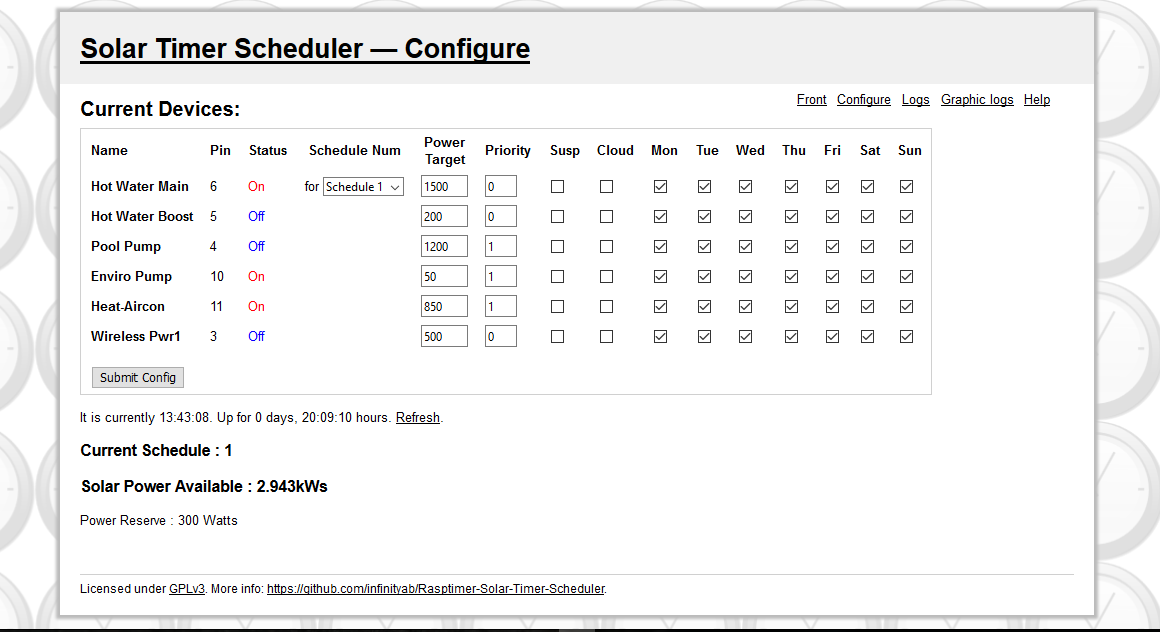 Solar Timer Scheduler — Configure
Front Configure Logs Graphic logs Help
Current Devices:
Name Pin Status Schedule Num Power Target Priority Susp Cloud Mon Tue Wed Thu Fri Sat Sun
Hot Water Main 6 On for Schedule 1 1500 0
Hot Water Boost 5 Off 200 0
Pool Pump 4 Off 1200 1
Enviro Pump 10 On 50 1
Heat-Aircon 11 On 850 1
Wireless Pwr1 3 Off 500 0
Submit Config
It is currently 13:43:08. Up for 0 days, 20:09:10 hours. Refresh.
Current Schedule : 1
Solar Power Available : 2.943kWs
Power Reserve : 300 Watts
Licensed under GPLv3. More info: https://github.com/infinityab/Rasptimer-Solar-Timer-Scheduler.